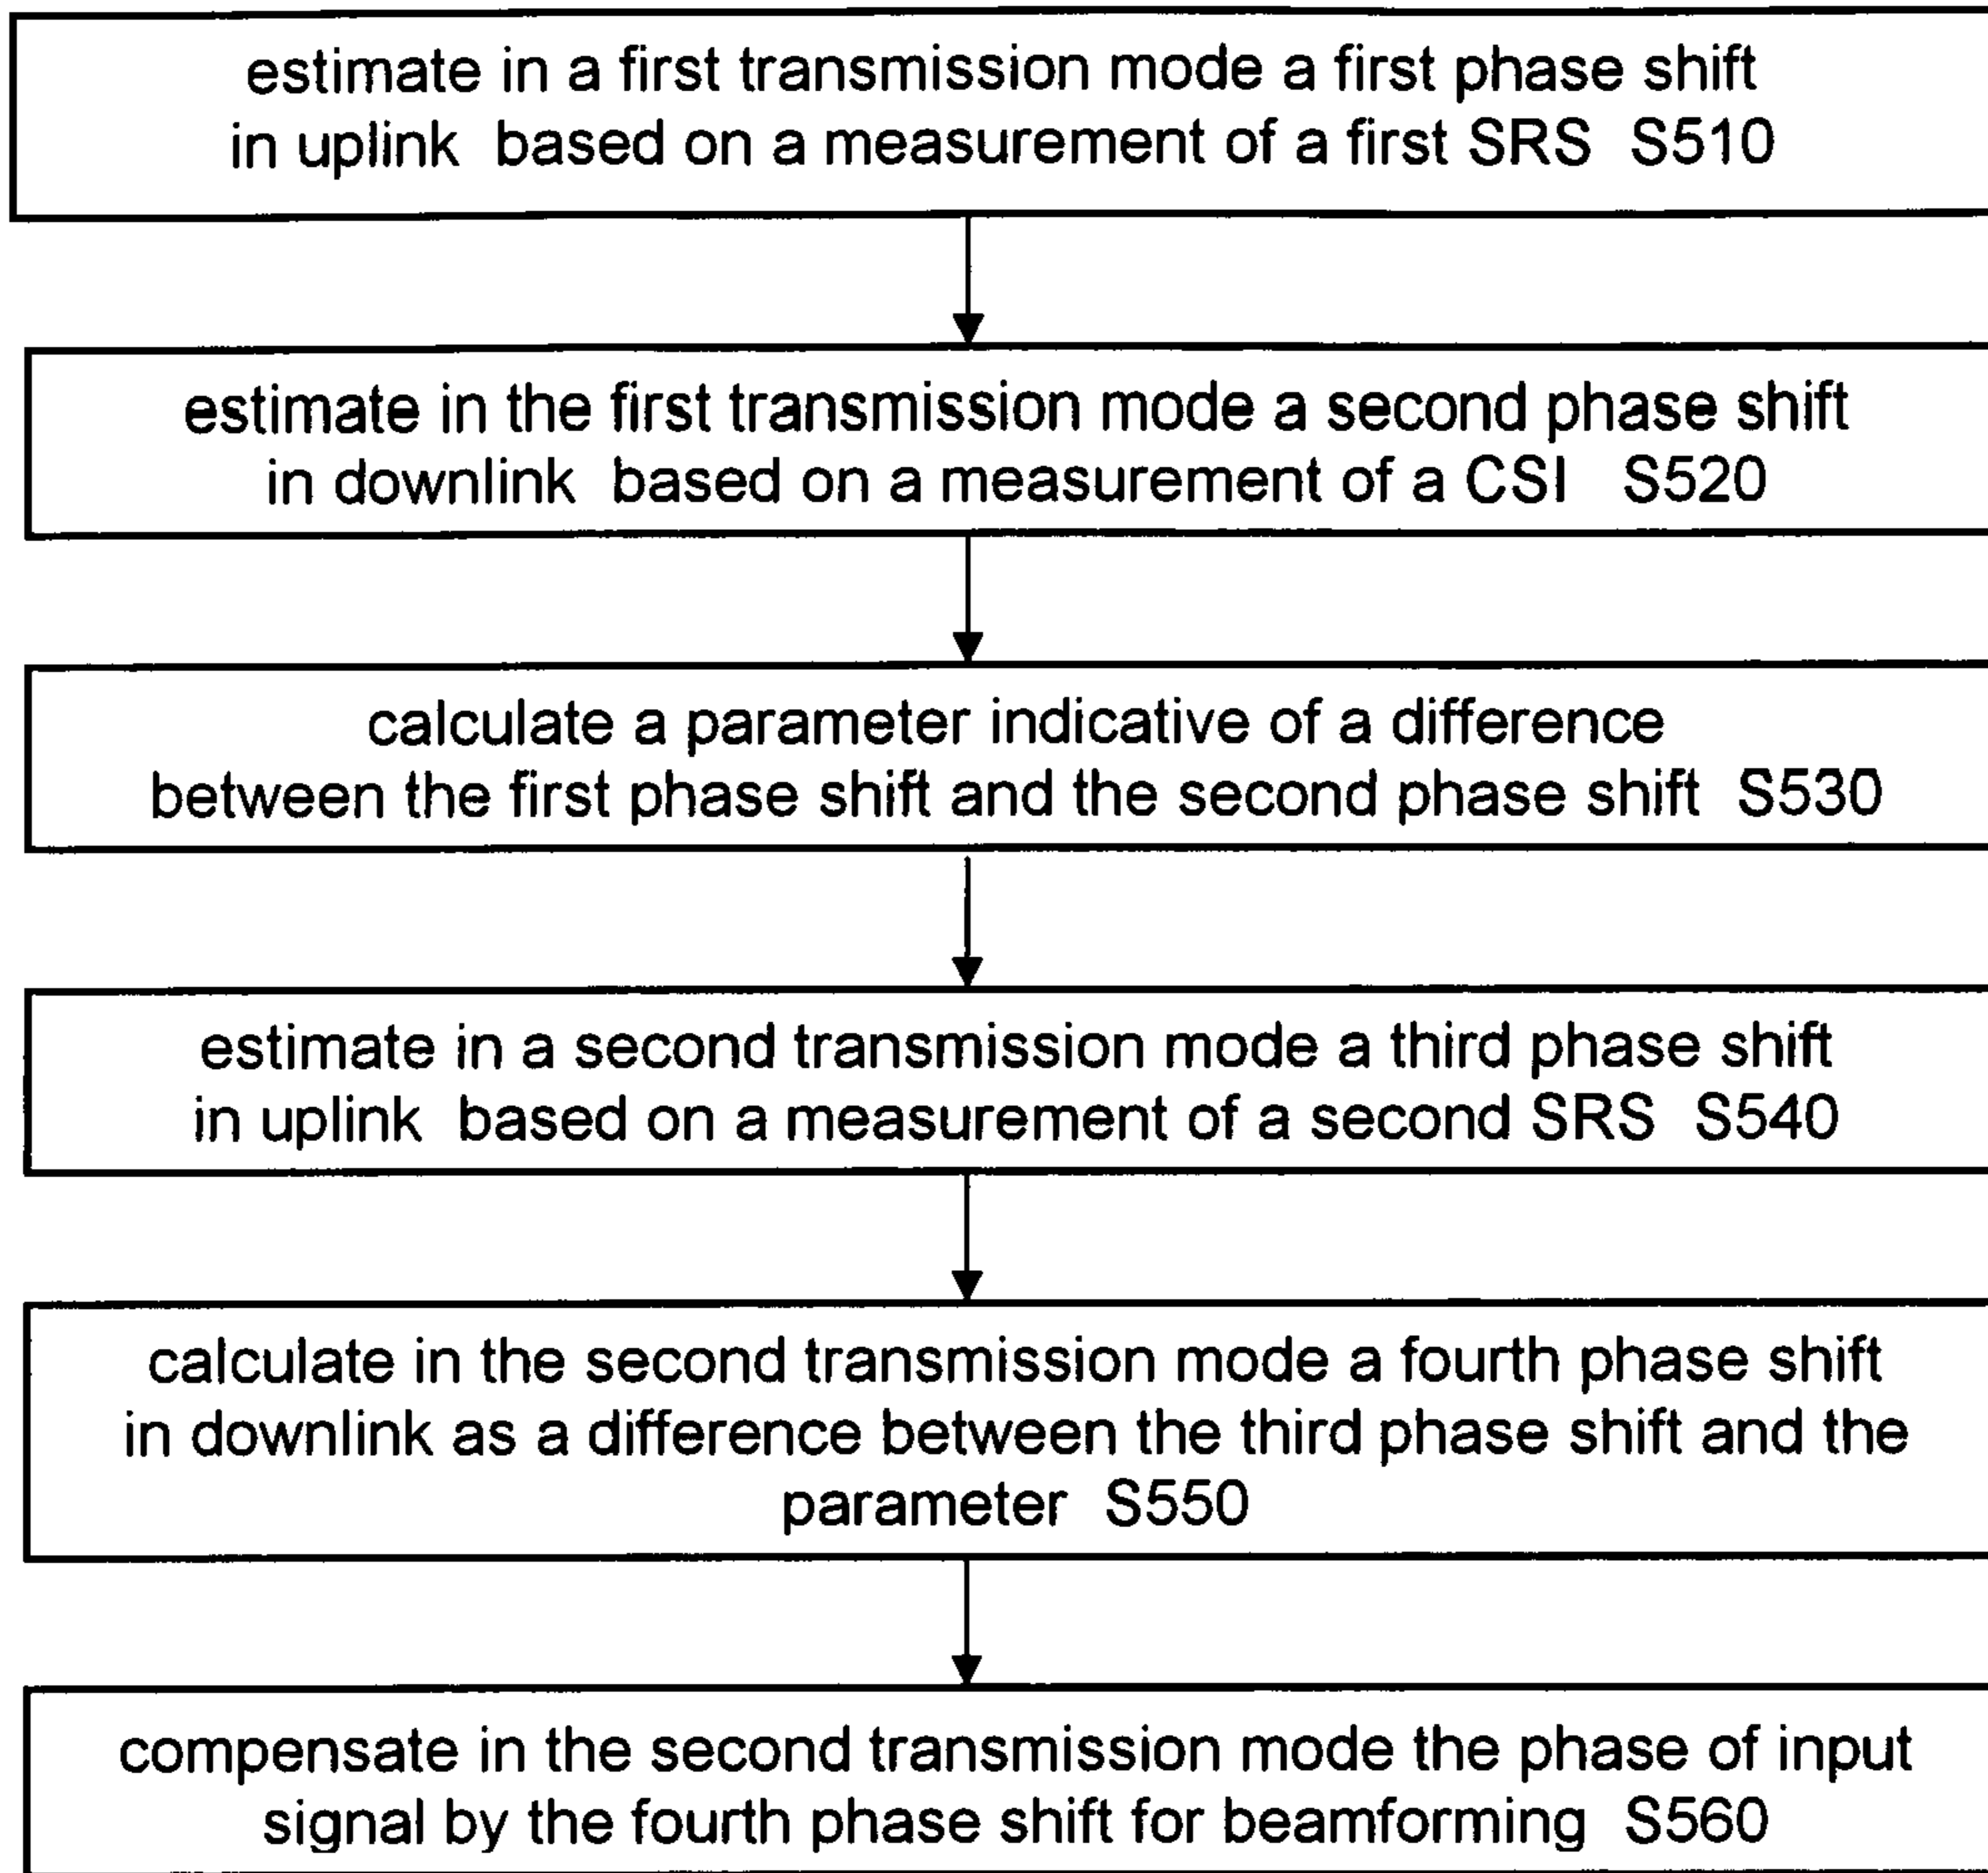 estimate in a first transmission mode a first phase shift
in uplink based on a measurement of a first SRS S510
estimate in the first transmission mode a second phase shift
in downlink based on a measurement of a CSI S520
calculate a parameter indicative of a difference
between the first phase shift and the second phase shift S530
estimate in a second transmission mode a third phase shift
in uplink based on a measurement of a second SRS S540
calculate in the second transmission mode a fourth phase shift
in downlink as a difference between the third phase shift and the
parameter S550
compensate in the second transmission mode the phase of input
signal by the fourth phase shift for beamforming S560